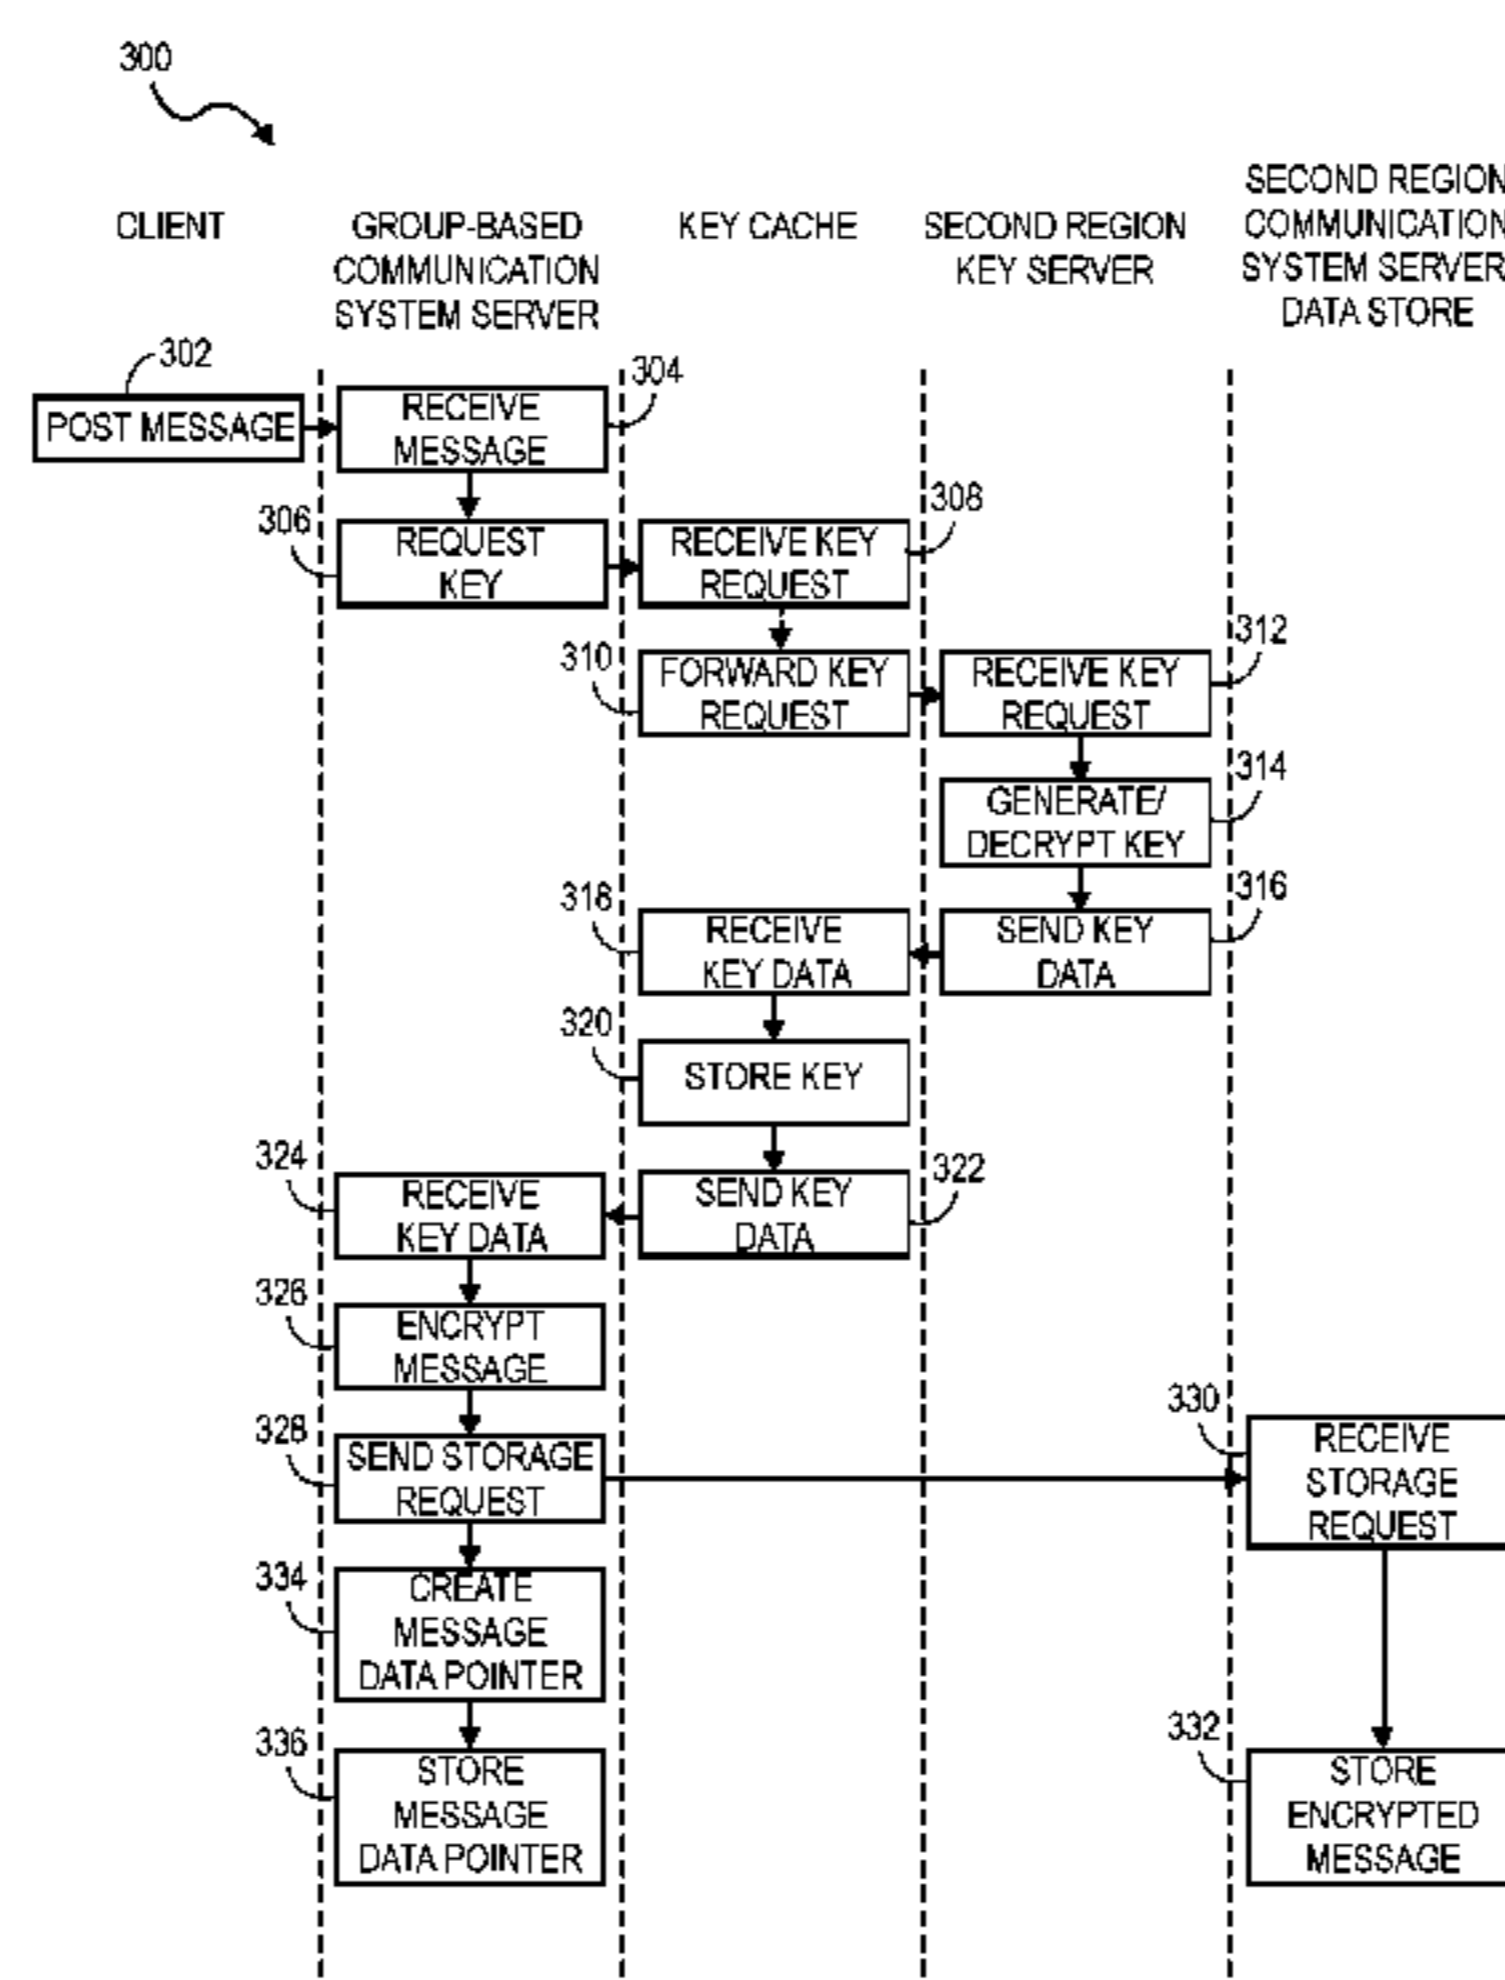 300
CLIENT
GROUP-BASED
COMMUNICATION
SYSTEM SERVER
KEY CACHE
SECOND REGION
KEY SERVER
SECOND REGION
COMMUNICATION
SYSTEM SERVER
DATA STORE
302
POST MESSAGE
304
RECEIVE
MESSAGE
306
REQUEST
KEY
308
RECEIVE KEY
REQUEST
310
FORWARD KEY
REQUEST
312
RECEIVE KEY
REQUEST
314
GENERATE/
DECRYPT KEY
316
SEND KEY
DATA
318
RECEIVE
KEY DATA
320
STORE KEY
322
SEND KEY
DATA
324
RECEIVE
KEY DATA
326
ENCRYPT
MESSAGE
328
SEND STORAGE
REQUEST
330
RECEIVE
STORAGE
REQUEST
334
CREATE
MESSAGE
DATA POINTER
332
STORE
ENCRYPTED
MESSAGE
336
STORE
MESSAGE
DATA POINTER